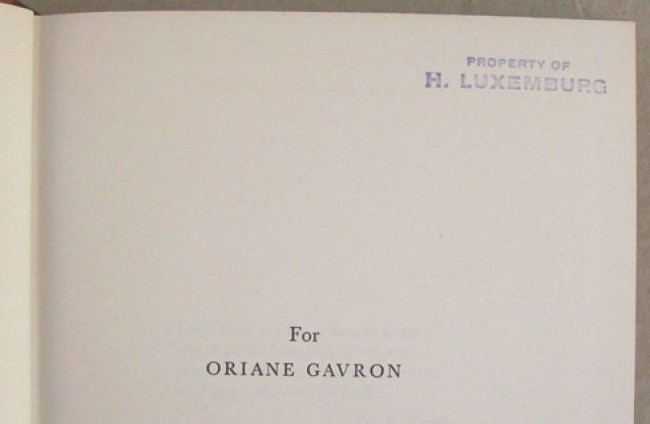 PROPERTY OF
H. LUXEMBURG
For
ORIANE GAVRON